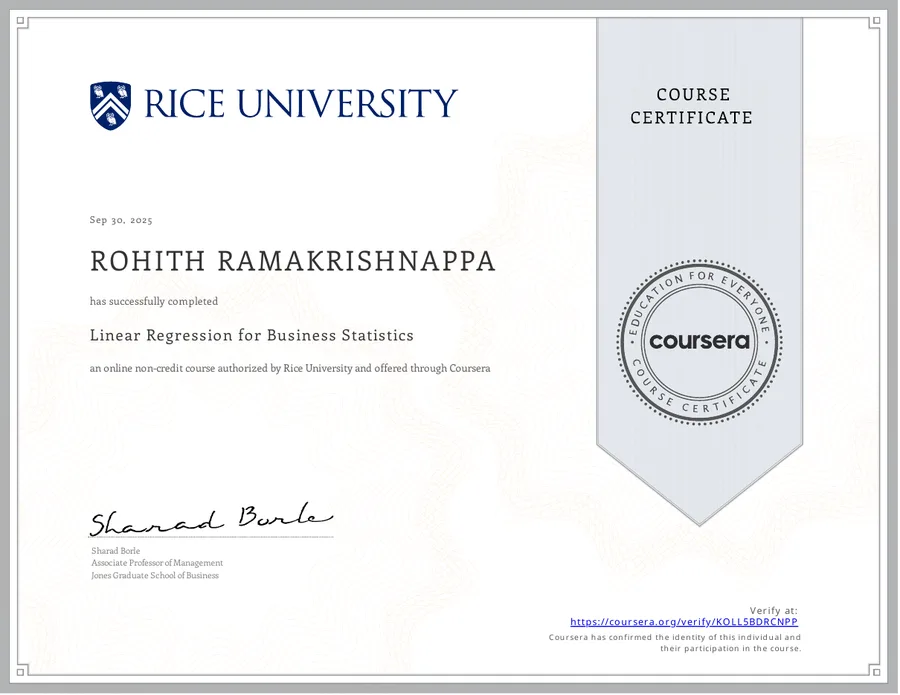 RICE UNIVERSITY
COURSE
CERTIFICATE
Sep 30, 2025
ROHITH RAMAKRISHNAPPA
has successfully completed
Linear Regression for Business Statistics
an online non-credit course authorized by Rice University and offered through Coursera
EDUCATION FOR EVERYONE
coursera
COURSE CERTIFICATE
Sharad Borle
Sharad Borle
Associate Professor of Management
Jones Graduate School of Business
Verify at:
https://coursera.org/verify/KOLL5BDRCNPP
Coursera has confirmed the identity of this individual and
their participation in the course.